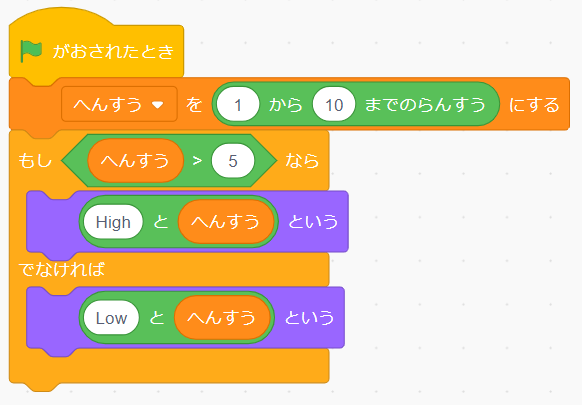 がおされたとき
へんすう を 1 から 10 までのらんすう にする
もし へんすう > 5 なら
High と へんすう という
でなければ
Low と へんすう という